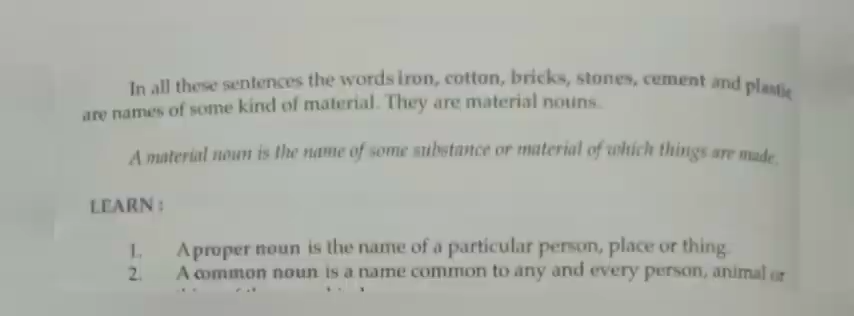 In all these sentences the words iron, cotton, bricks, stones, cement and plastic
are names of some kind of material. They are material nouns.
A material noun is the name of some substance or material of which things are made.
LEARN :
1. A proper noun is the name of a particular person, place or thing.
2. A common noun is a name common to any and every person, animal or